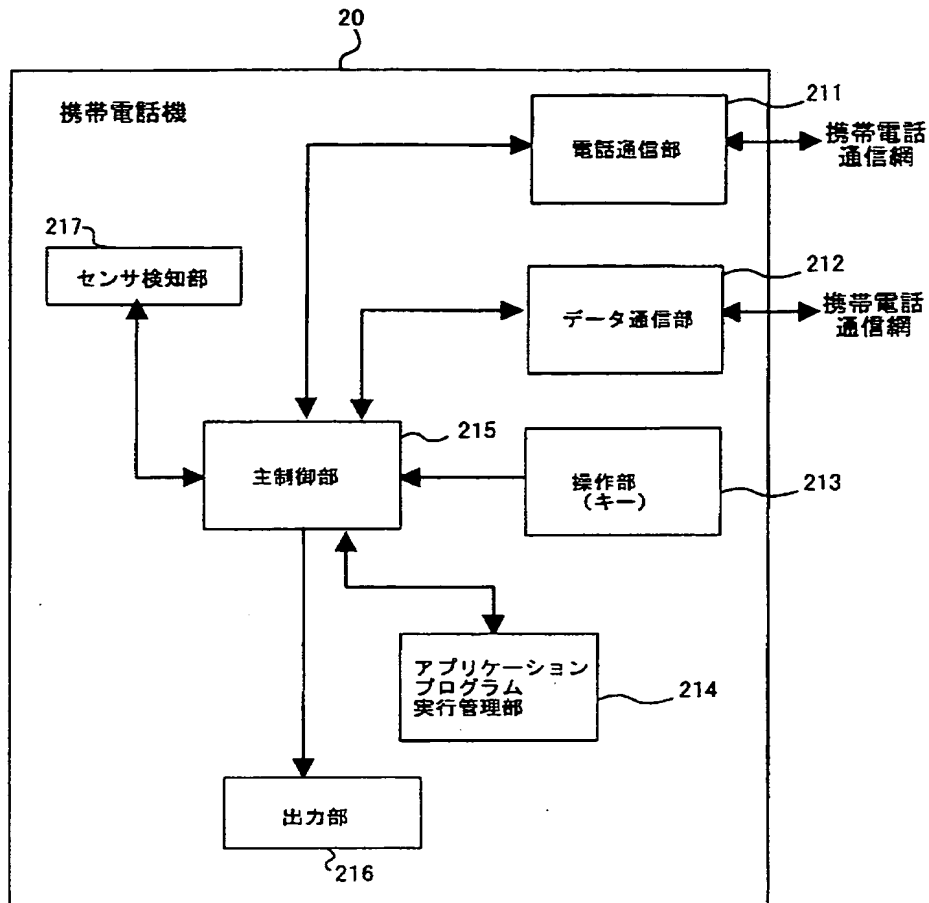 20
携帯電話機
211
電話通信部
携帯電話
通信網
217
センサ検知部
212
データ通信部
携帯電話
通信網
215
主制御部
操作部
(キー)
213
アプリケーション
プログラム
実行管理部
214
出力部
216